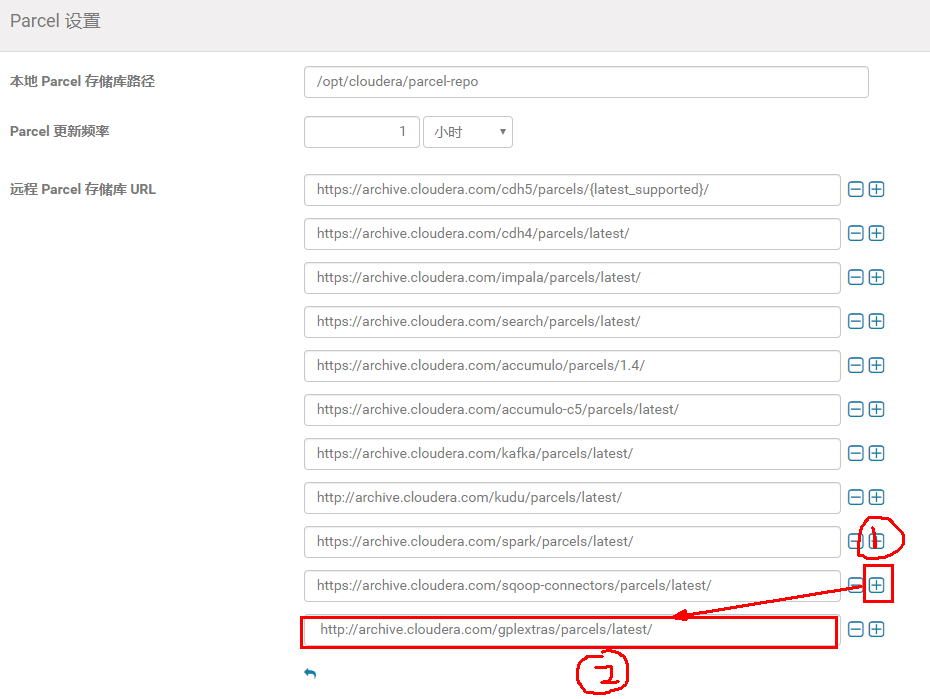 Parcel 设置
本地 Parcel 存储库路径
/opt/cloudera/parcel-repo
Parcel 更新频率
1 小时
远程 Parcel 存储库 URL
https://archive.cloudera.com/cdh5/parcels/{latest_supported}/
https://archive.cloudera.com/cdh4/parcels/latest/
https://archive.cloudera.com/impala/parcels/latest/
https://archive.cloudera.com/search/parcels/latest/
https://archive.cloudera.com/accumulo/parcels/1.4/
https://archive.cloudera.com/accumulo-c5/parcels/latest/
https://archive.cloudera.com/kafka/parcels/latest/
http://archive.cloudera.com/kudu/parcels/latest/
https://archive.cloudera.com/spark/parcels/latest/
1
https://archive.cloudera.com/sqoop-connectors/parcels/latest/
http://archive.cloudera.com/gplextras/parcels/latest/
2